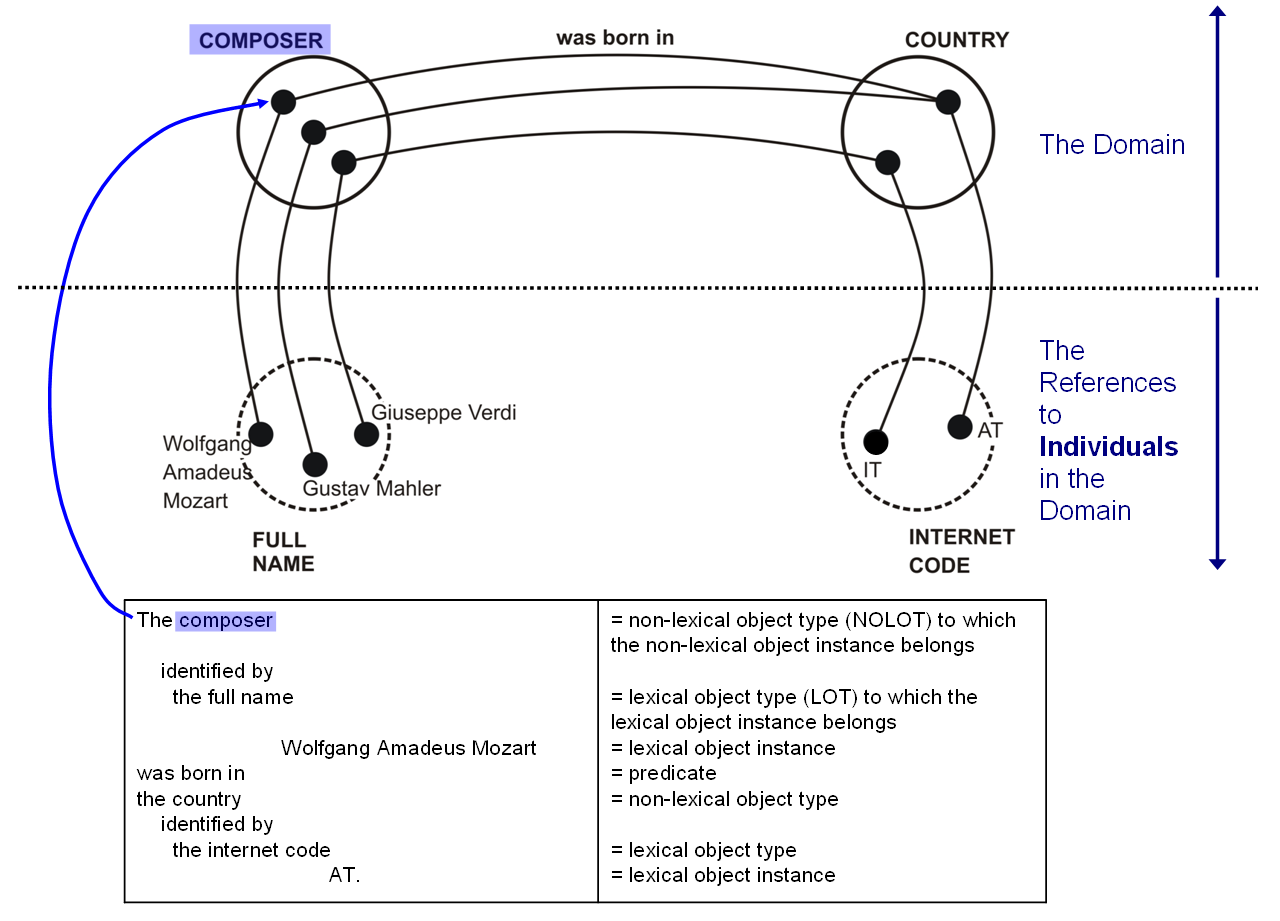 COMPOSER
was born in
COUNTRY
The Domain
The
References
to
Individuals
in the
Domain
Giuseppe Verdi
Wolfgang
Amadeus
Mozart
Gustav Mahler
AT
IT
FULL
NAME
INTERNET
CODE
The composer
= non-lexical object type (NOLOT) to which
the non-lexical object instance belongs
identified by
the full name
= lexical object type (LOT) to which the
lexical object instance belongs
Wolfgang Amadeus Mozart
= lexical object instance
was born in
= predicate
the country
= non-lexical object type
identified by
the internet code
= lexical object type
AT.
= lexical object instance